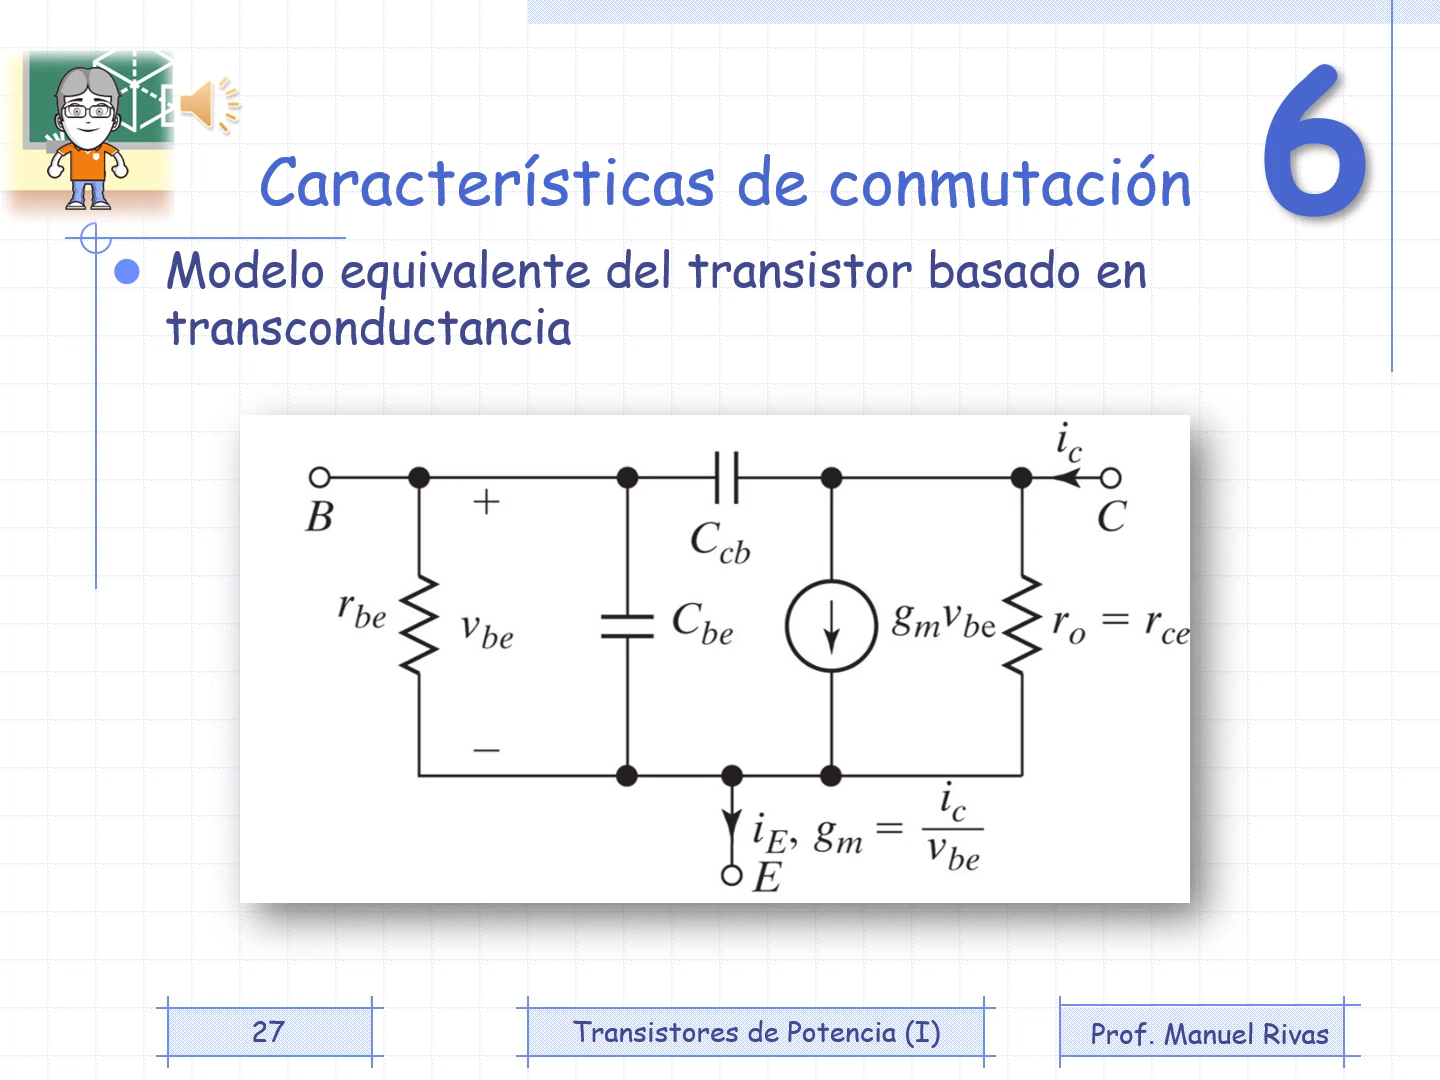 6
Características de conmutación
Modelo equivalente del transistor basado en
transconductancia
i_c
B
+
C_cb
C
r_be
v_be
C_be
g_m v_be
r_o = r_ce
−
i_E, g_m = i_c / v_be
E
27
Transistores de Potencia (I)
Prof. Manuel Rivas